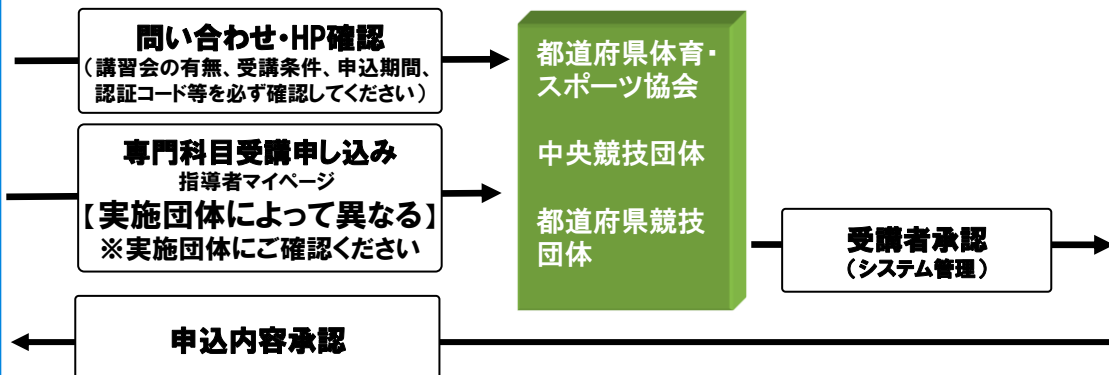 問い合わせ・HP確認
（講習会の有無、受講条件、申込期間、
認証コード等を必ず確認してください）
専門科目受講申し込み
指導者マイページ
【実施団体によって異なる】
※実施団体にご確認ください
都道府県体育・
スポーツ協会
中央競技団体
都道府県競技
団体
受講者承認
（システム管理）
申込内容承認